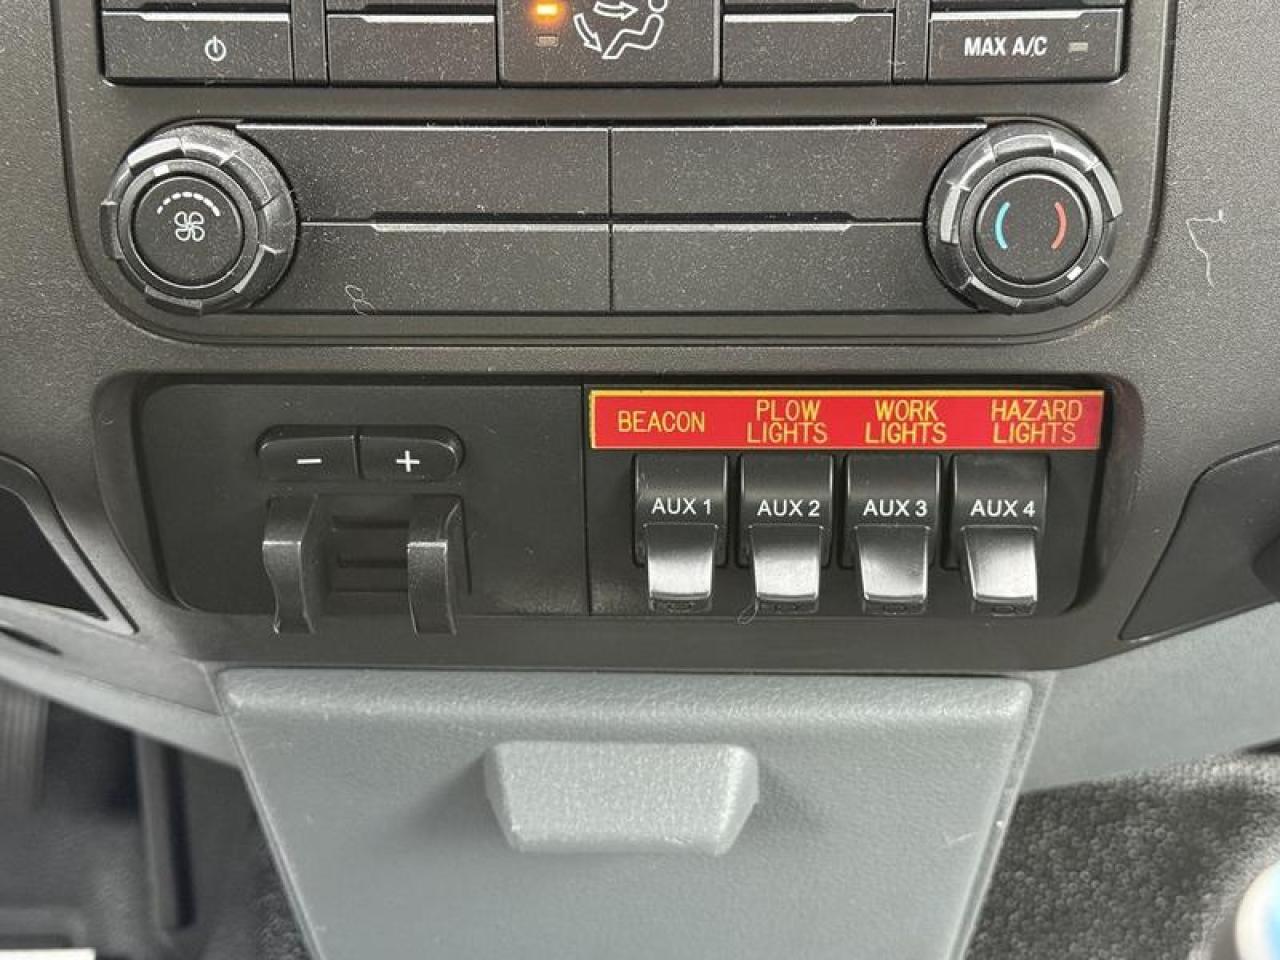 MAX A/C
BEACON
PLOW
LIGHTS
WORK
LIGHTS
HAZARD
LIGHTS
− +
AUX 1 AUX 2 AUX 3 AUX 4